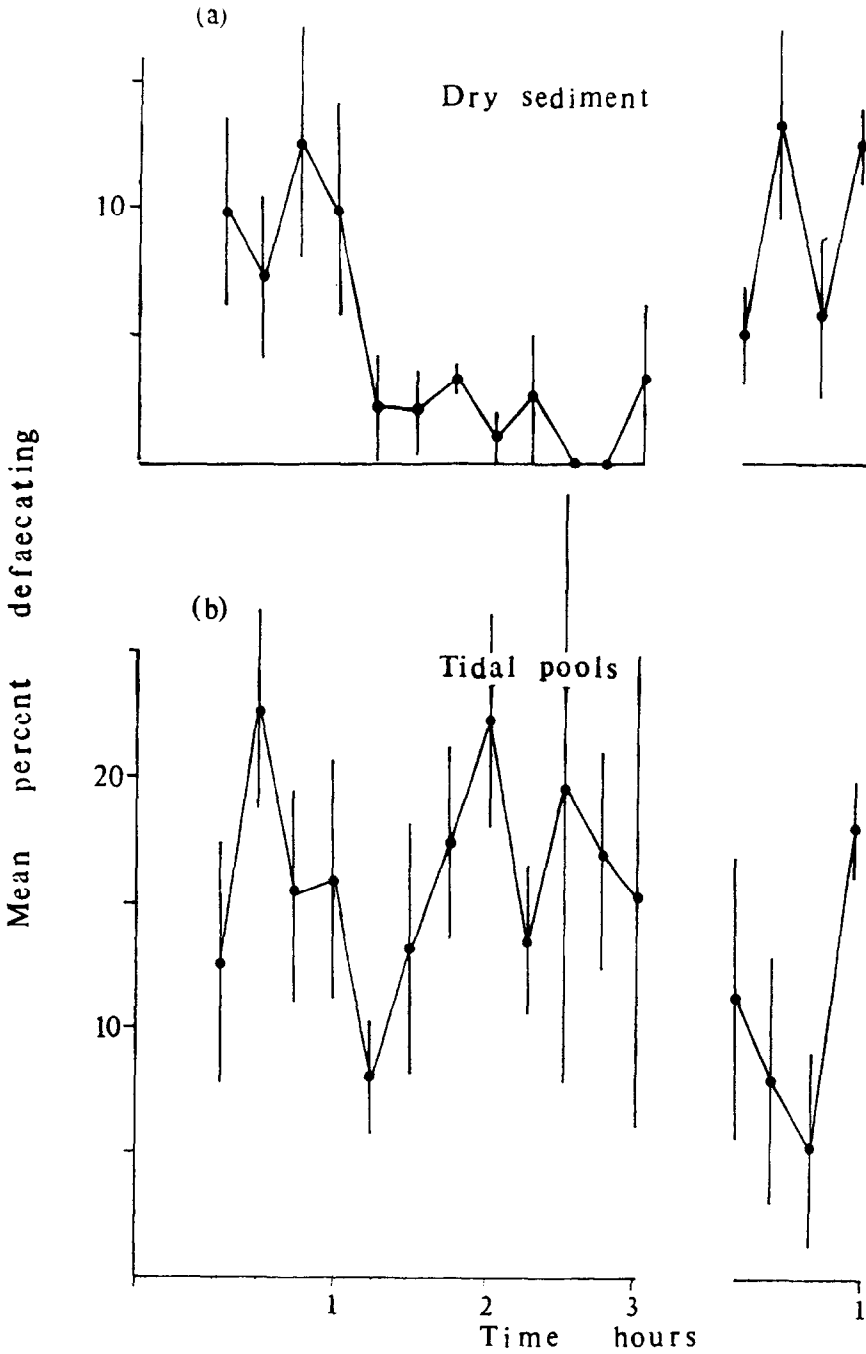 (a)
Dry sediment
10
Mean percent defaecating
(b)
Tidal pools
20
10
1 2 3 1
Time hours